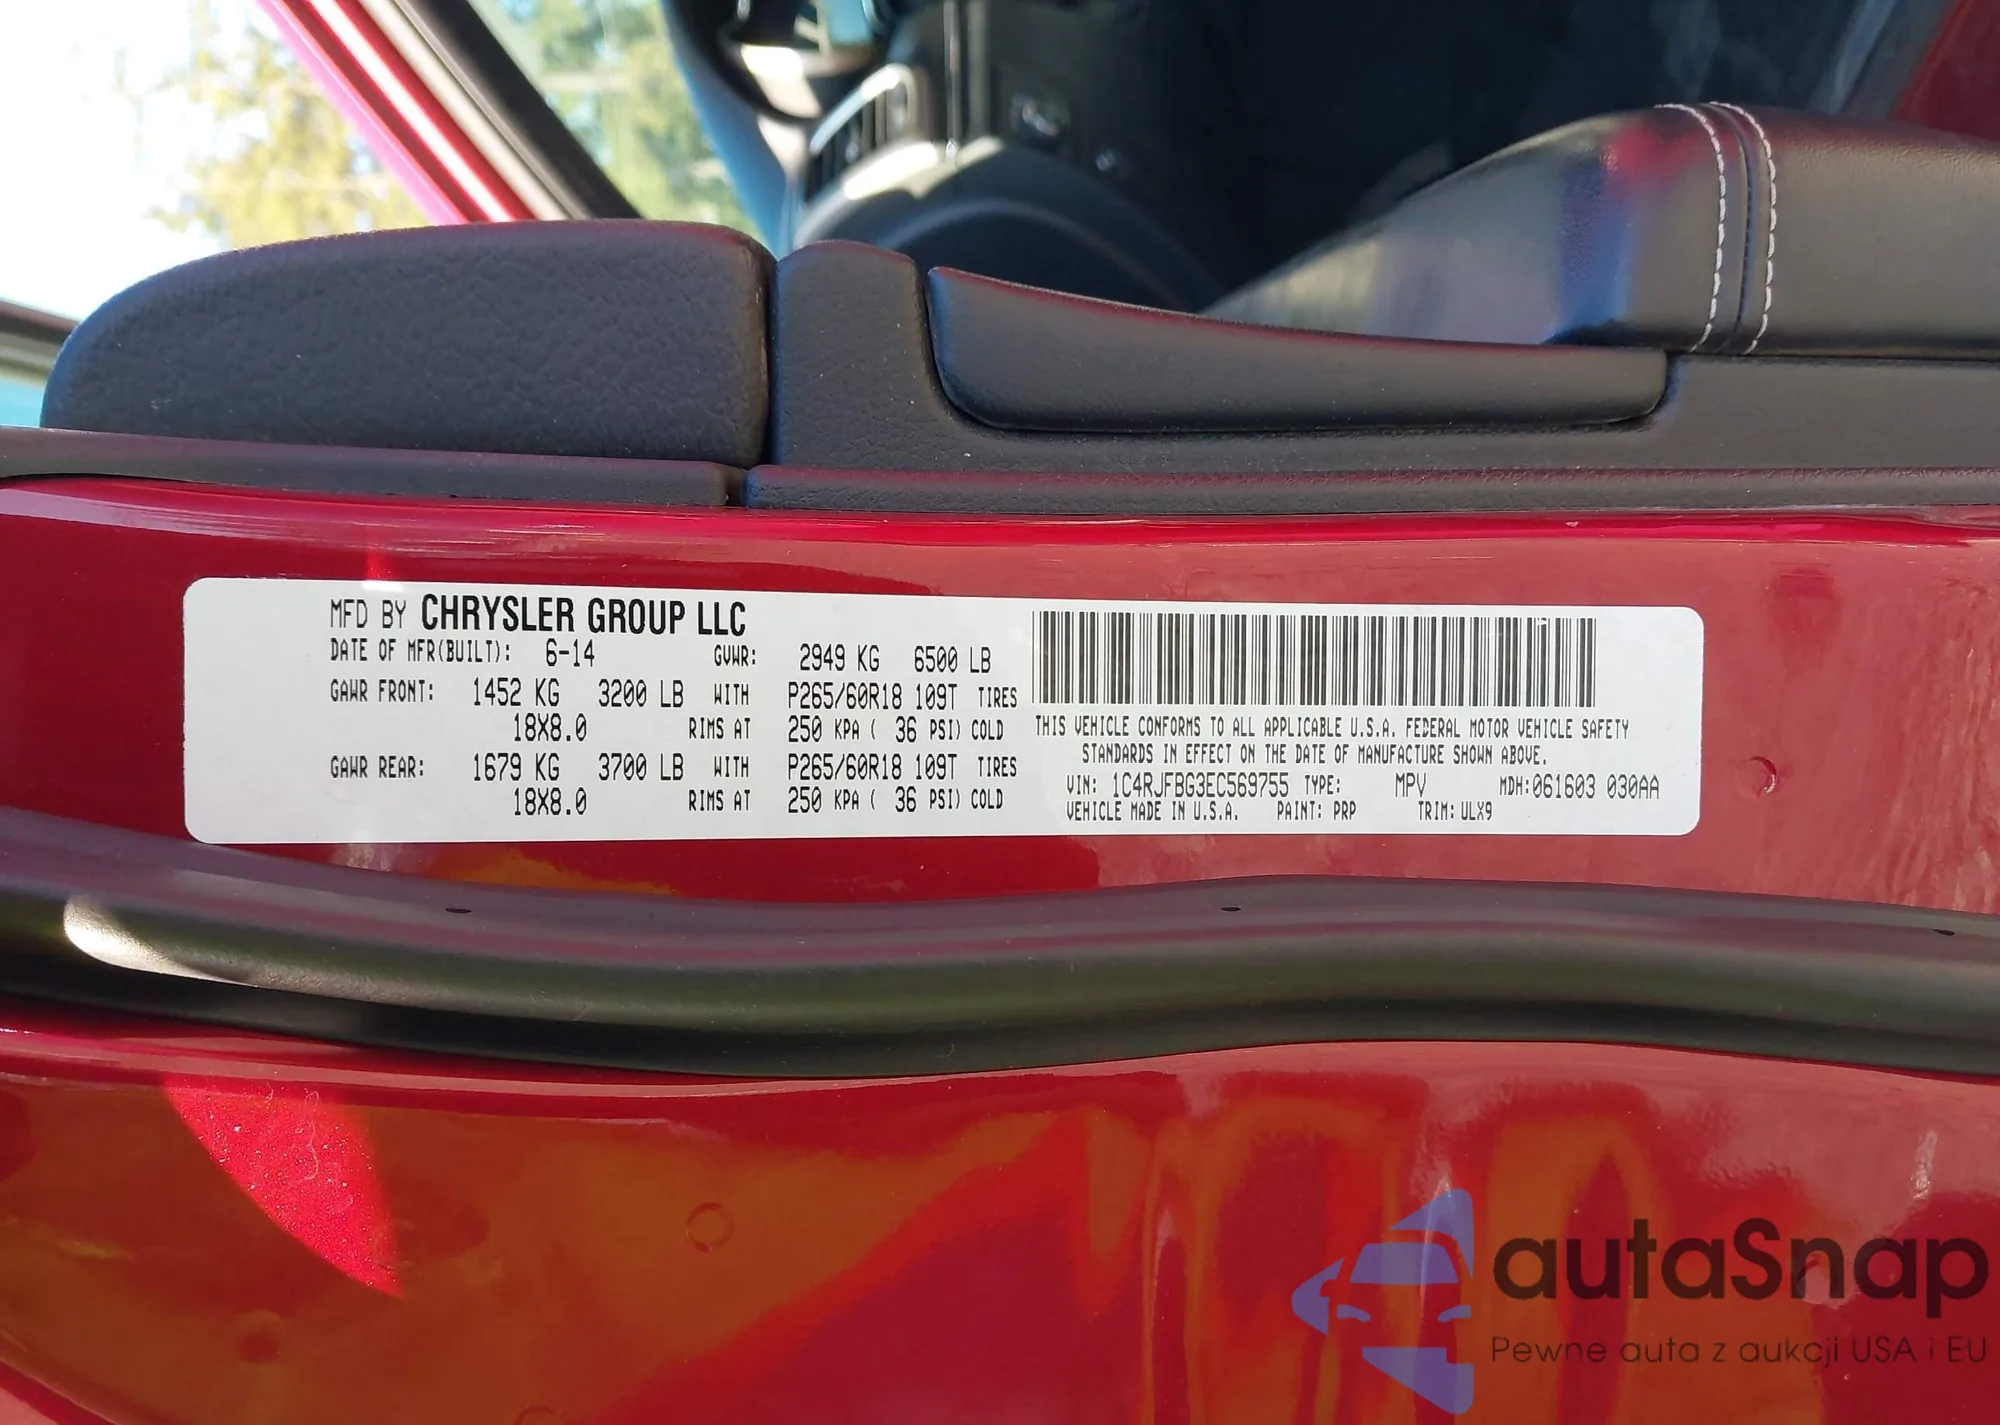 MFD BY CHRYSLER GROUP LLC
DATE OF MFR(BUILT): 6-14 GVWR: 2949 KG 6500 LB
GAWR FRONT: 1452 KG 3200 LB WITH P265/60R18 109T TIRES
18X8.0 RIMS AT 250 KPA ( 36 PSI) COLD
GAWR REAR: 1679 KG 3700 LB WITH P265/60R18 109T TIRES
18X8.0 RIMS AT 250 KPA ( 36 PSI) COLD
THIS VEHICLE CONFORMS TO ALL APPLICABLE U.S.A. FEDERAL MOTOR VEHICLE SAFETY
STANDARDS IN EFFECT ON THE DATE OF MANUFACTURE SHOWN ABOVE.
VIN: 1C4RJFBG3EC569755 TYPE: MPV MDH:061603 030AA
VEHICLE MADE IN U.S.A. PAINT: PRP TRIM: ULX9
autaSnap
Pewne auta z aukcji USA i EU